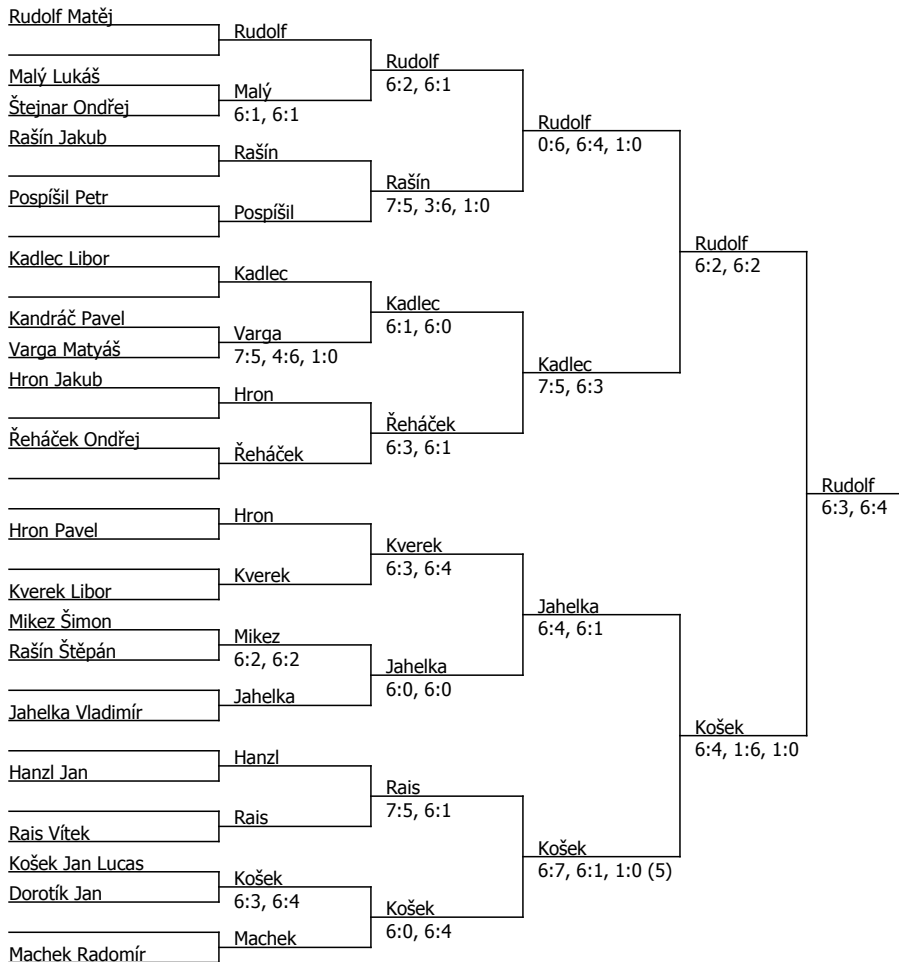 Rudolf Matěj
Rudolf
Rudolf
6:2, 6:1
Malý Lukáš
Malý
6:1, 6:1
Štejnar Ondřej
Rudolf
0:6, 6:4, 1:0
Rašín Jakub
Rašín
Rašín
7:5, 3:6, 1:0
Pospíšil Petr
Pospíšil
Rudolf
6:2, 6:2
Kadlec Libor
Kadlec
Kadlec
6:1, 6:0
Kandráč Pavel
Varga
7:5, 4:6, 1:0
Varga Matyáš
Kadlec
7:5, 6:3
Hron Jakub
Hron
Řeháček
6:3, 6:1
Řeháček Ondřej
Řeháček
Rudolf
6:3, 6:4
Hron
Hron Pavel
Kverek
6:3, 6:4
Kverek
Kverek Libor
Jahelka
6:4, 6:1
Mikez Šimon
Mikez
6:2, 6:2
Rašín Štěpán
Jahelka
6:0, 6:0
Jahelka
Jahelka Vladimír
Košek
6:4, 1:6, 1:0
Hanzl
Hanzl Jan
Rais
7:5, 6:1
Rais
Rais Vítek
Košek
6:7, 6:1, 1:0 (5)
Košek Jan Lucas
Košek
6:3, 6:4
Dorotík Jan
Košek
6:0, 6:4
Machek
Machek Radomír